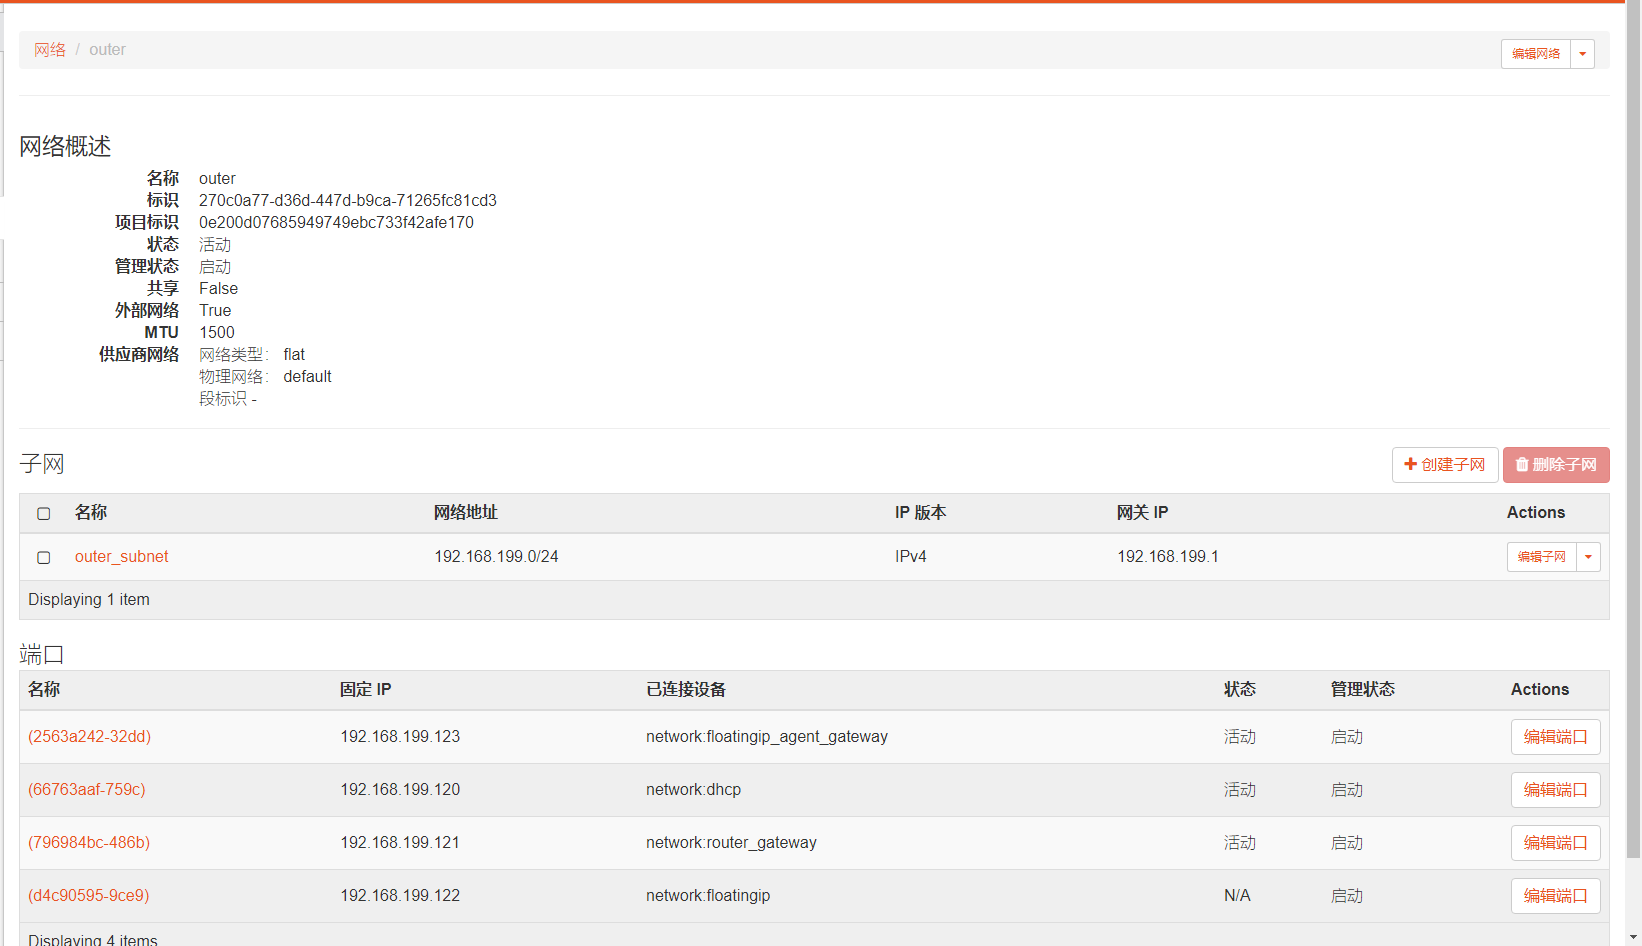 网络 / outer
编辑网络
网络概述
名称 outer
标识 270c0a77-d36d-447d-b9ca-71265fc81cd3
项目标识 0e200d07685949749ebc733f42afe170
状态 活动
管理状态 启动
共享 False
外部网络 True
MTU 1500
供应商网络 网络类型: flat
物理网络: default
段标识 -
子网
创建子网 删除子网
名称 网络地址 IP 版本 网关 IP Actions
outer_subnet 192.168.199.0/24 IPv4 192.168.199.1 编辑子网
Displaying 1 item
端口
名称 固定 IP 已连接设备 状态 管理状态 Actions
(2563a242-32dd) 192.168.199.123 network:floatingip_agent_gateway 活动 启动 编辑端口
(66763aaf-759c) 192.168.199.120 network:dhcp 活动 启动 编辑端口
(796984bc-486b) 192.168.199.121 network:router_gateway 活动 启动 编辑端口
(d4c90595-9ce9) 192.168.199.122 network:floatingip N/A 启动 编辑端口
Displaying 4 items